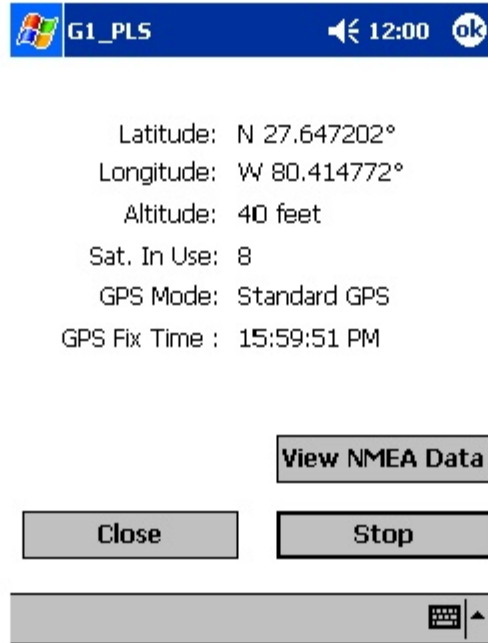 G1_PLS 12:00 ok
Latitude: N 27.647202°
Longitude: W 80.414772°
Altitude: 40 feet
Sat. In Use: 8
GPS Mode: Standard GPS
GPS Fix Time : 15:59:51 PM
View NMEA Data
Close Stop